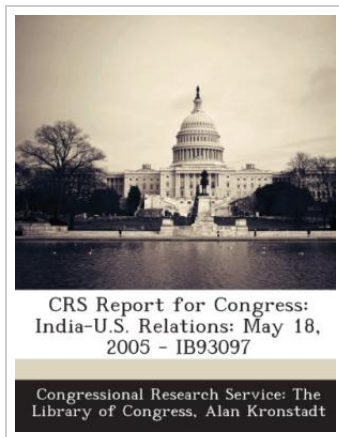 CRS Report for Congress:
India-U.S. Relations: May 18,
2005 - IB93097
Congressional Research Service: The
Library of Congress, Alan Kronstadt